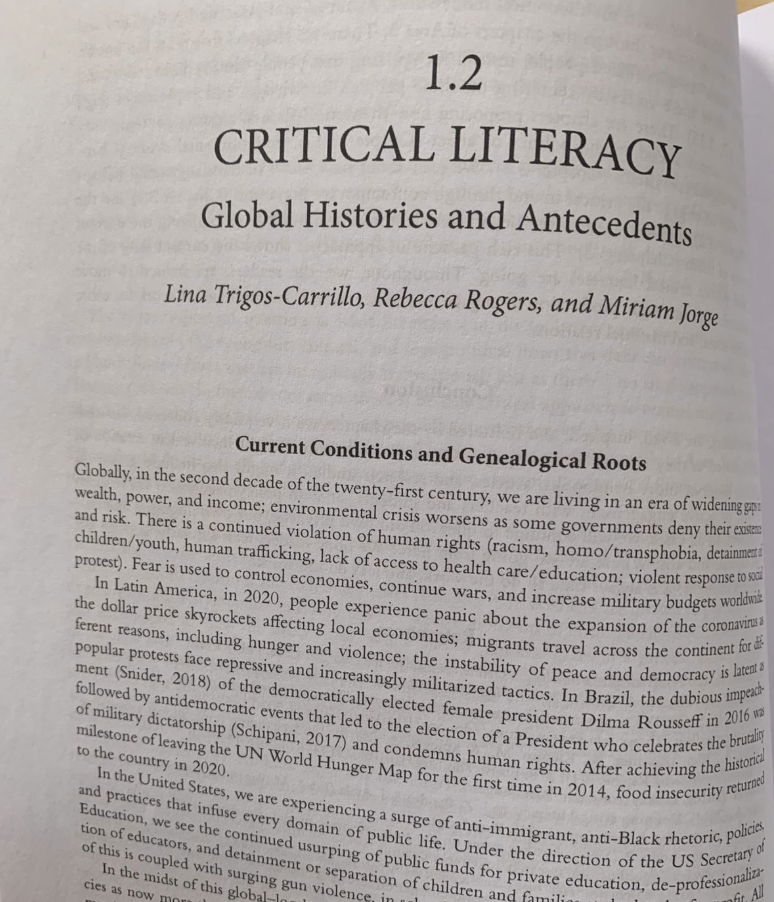 1.2
CRITICAL LITERACY
Global Histories and Antecedents
Lina Trigos-Carrillo, Rebecca Rogers, and Miriam Jorge
Current Conditions and Genealogical Roots
Globally, in the second decade of the twenty-first century, we are living in an era of widening gaps
wealth, power, and income; environmental crisis worsens as some governments deny their existence
and risk. There is a continued violation of human rights (racism, homo/transphobia, detainment of
children/youth, human trafficking, lack of access to health care/education; violent response to social
protest). Fear is used to control economies, continue wars, and increase military budgets worldwide.
In Latin America, in 2020, people experience panic about the expansion of the coronavirus as
the dollar price skyrockets affecting local economies; migrants travel across the continent for dif-
ferent reasons, including hunger and violence; the instability of peace and democracy is latent as
popular protests face repressive and increasingly militarized tactics. In Brazil, the dubious impeach-
ment (Snider, 2018) of the democratically elected female president Dilma Rousseff in 2016 was
followed by antidemocratic events that led to the election of a President who celebrates the brutality
of military dictatorship (Schipani, 2017) and condemns human rights. After achieving the historical
milestone of leaving the UN World Hunger Map for the first time in 2014, food insecurity returned
to the country in 2020.
In the United States, we are experiencing a surge of anti-immigrant, anti-Black rhetoric, policies,
and practices that infuse every domain of public life. Under the direction of the US Secretary of
Education, we see the continued usurping of public funds for private education, de-professionaliza-
tion of educators, and detainment or separation of children and All
of this is coupled with surging gun violence, in
In the midst of this
cies as now